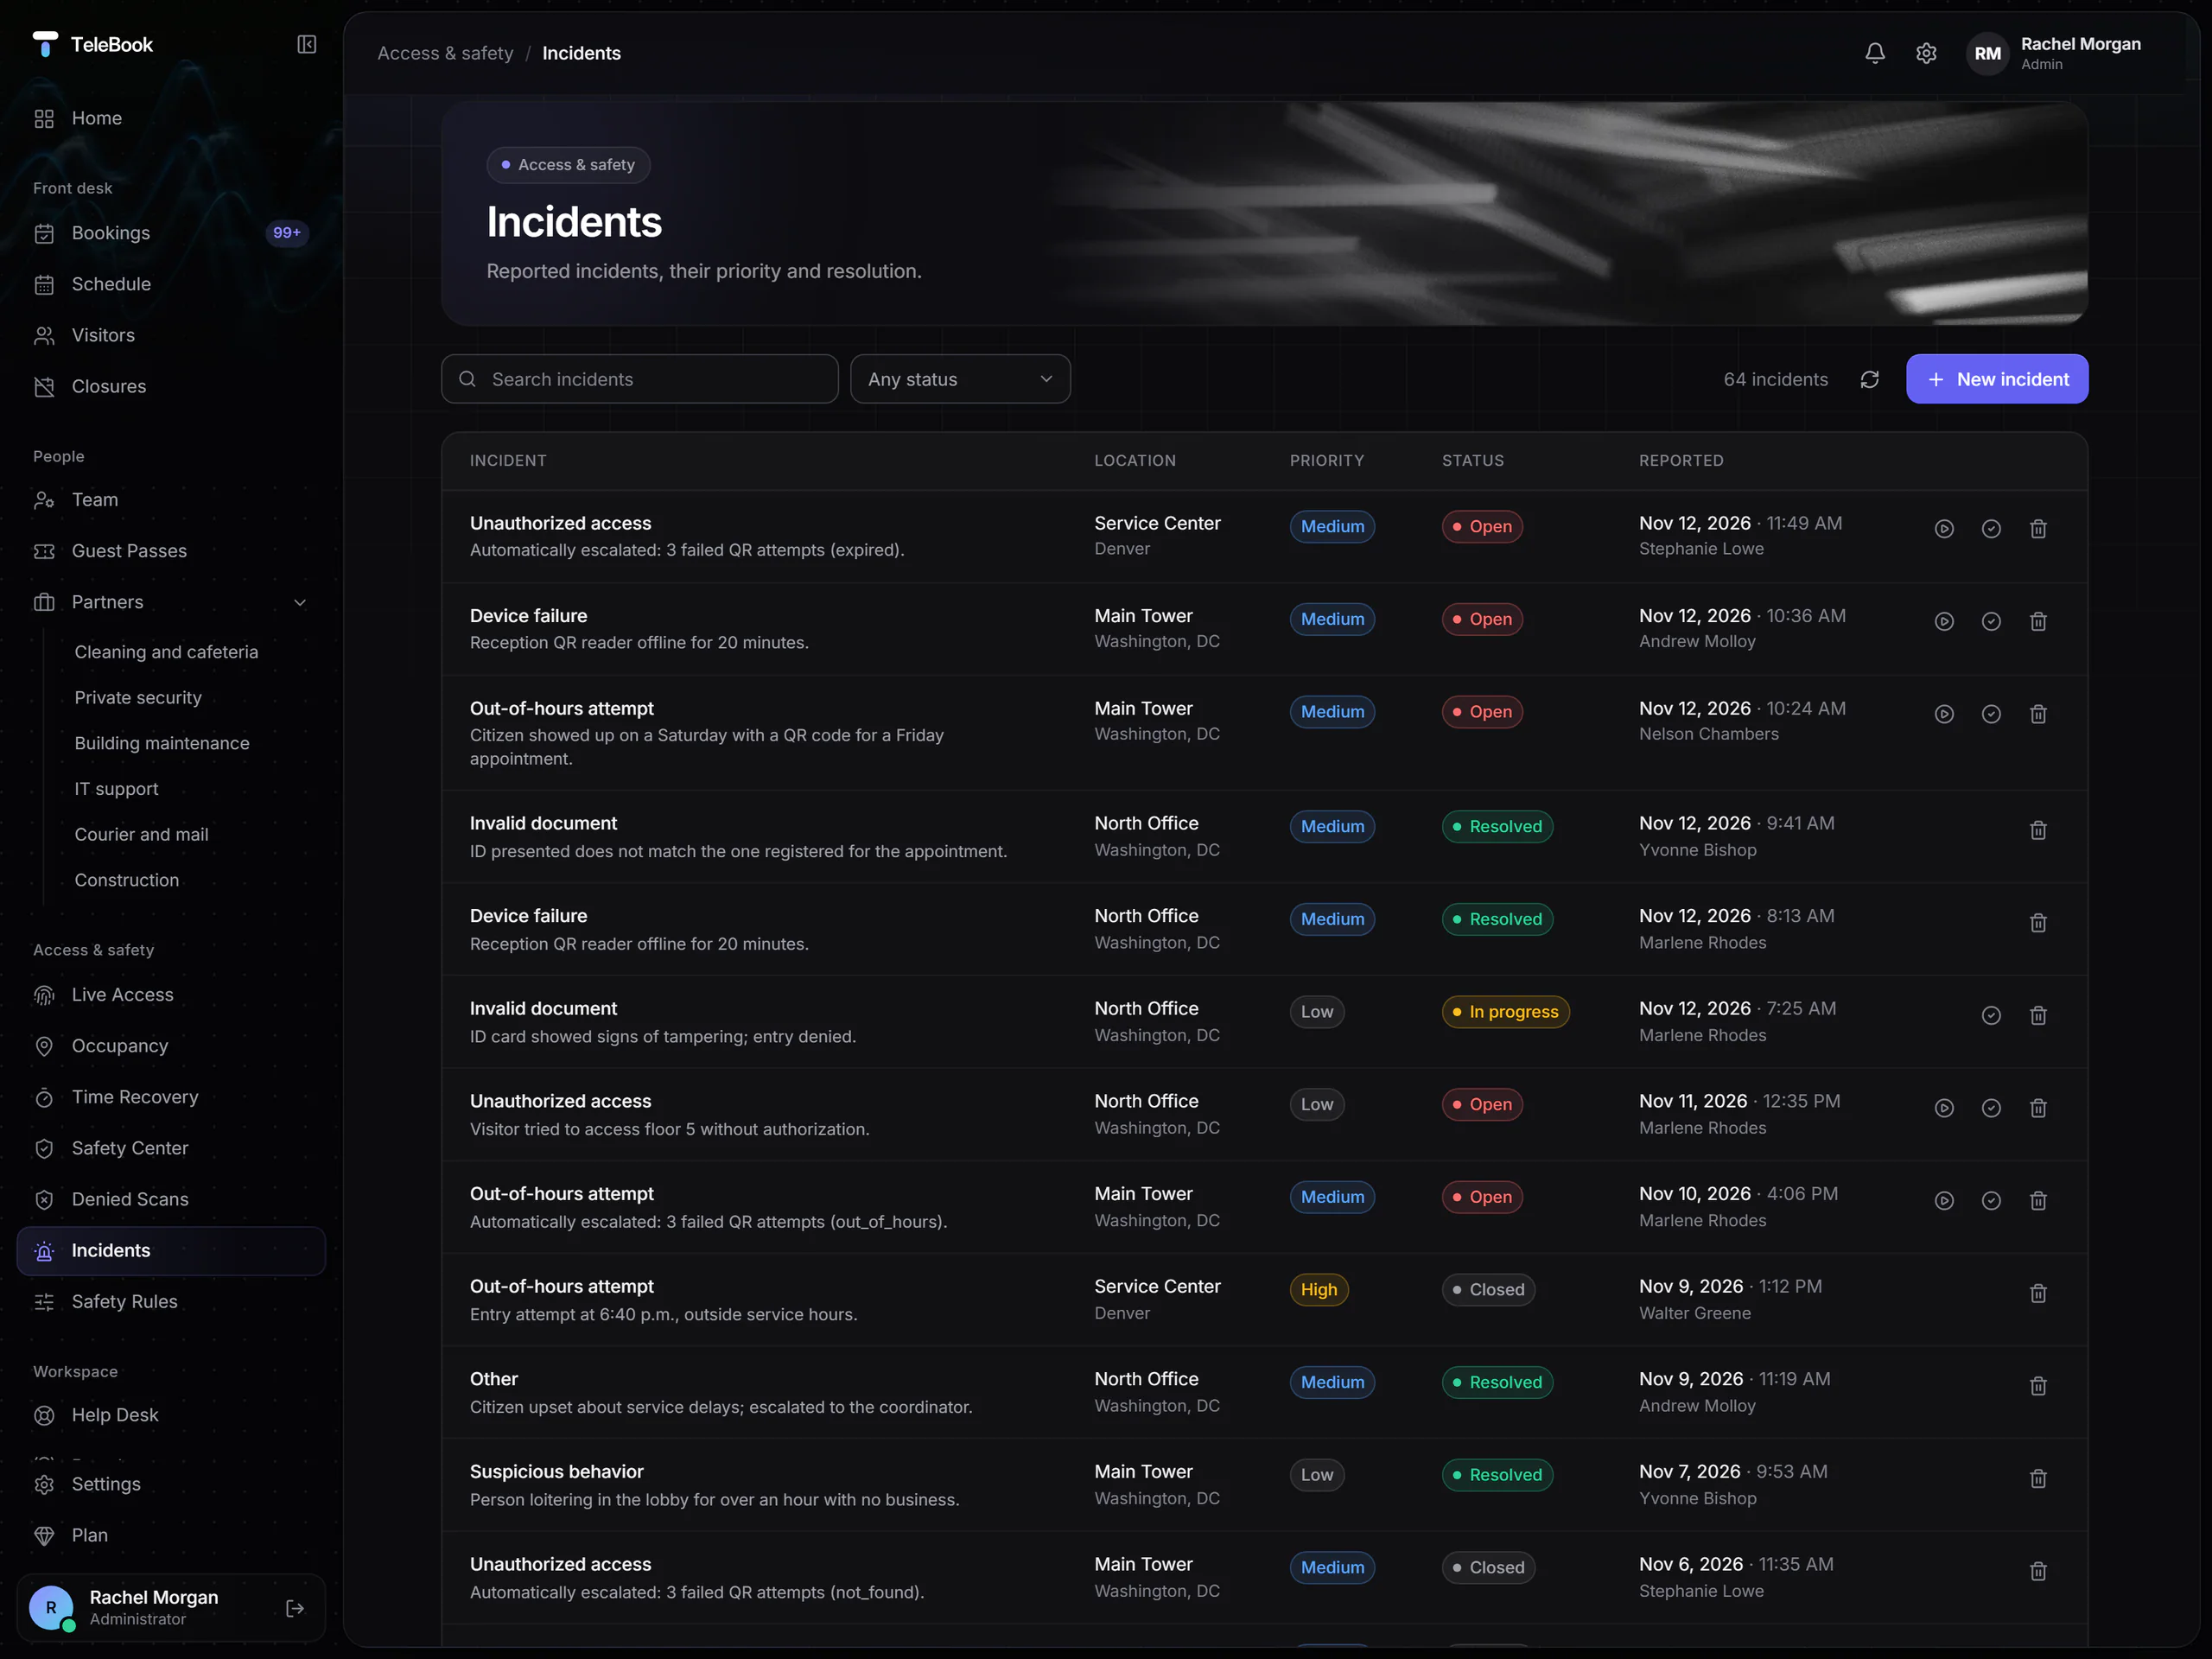 TeleBook
Home
Front desk
Bookings
99+
Schedule
Visitors
Closures
People
Team
Guest Passes
Partners
Cleaning and cafeteria
Private security
Building maintenance
IT support
Courier and mail
Construction
Access & safety
Live Access
Occupancy
Time Recovery
Safety Center
Denied Scans
Incidents
Safety Rules
Workspace
Help Desk
Settings
Plan
R
Rachel Morgan
Administrator
Access & safety / Incidents
RM
Rachel Morgan
Admin
Access & safety
Incidents
Reported incidents, their priority and resolution.
Search incidents
Any status
64 incidents
New incident
INCIDENT LOCATION PRIORITY STATUS REPORTED
Unauthorized access Service Center Medium Open Nov 12, 2026 · 11:49 AM
Automatically escalated: 3 failed QR attempts (expired). Denver Stephanie Lowe
Device failure Main Tower Medium Open Nov 12, 2026 · 10:36 AM
Reception QR reader offline for 20 minutes. Washington, DC Andrew Molloy
Out-of-hours attempt Main Tower Medium Open Nov 12, 2026 · 10:24 AM
Citizen showed up on a Saturday with a QR code for a Friday Washington, DC Nelson Chambers
appointment.
Invalid document North Office Medium Resolved Nov 12, 2026 · 9:41 AM
ID presented does not match the one registered for the appointment. Washington, DC Yvonne Bishop
Device failure North Office Medium Resolved Nov 12, 2026 · 8:13 AM
Reception QR reader offline for 20 minutes. Washington, DC Marlene Rhodes
Invalid document North Office Low In progress Nov 12, 2026 · 7:25 AM
ID card showed signs of tampering; entry denied. Washington, DC Marlene Rhodes
Unauthorized access North Office Low Open Nov 11, 2026 · 12:35 PM
Visitor tried to access floor 5 without authorization. Washington, DC Marlene Rhodes
Out-of-hours attempt Main Tower Medium Open Nov 10, 2026 · 4:06 PM
Automatically escalated: 3 failed QR attempts (out_of_hours). Washington, DC Marlene Rhodes
Out-of-hours attempt Service Center High Closed Nov 9, 2026 · 1:12 PM
Entry attempt at 6:40 p.m., outside service hours. Denver Walter Greene
Other North Office Medium Resolved Nov 9, 2026 · 11:19 AM
Citizen upset about service delays; escalated to the coordinator. Washington, DC Andrew Molloy
Suspicious behavior Main Tower Low Resolved Nov 7, 2026 · 9:53 AM
Person loitering in the lobby for over an hour with no business. Washington, DC Yvonne Bishop
Unauthorized access Main Tower Medium Closed Nov 6, 2026 · 11:35 AM
Automatically escalated: 3 failed QR attempts (not_found). Washington, DC Stephanie Lowe